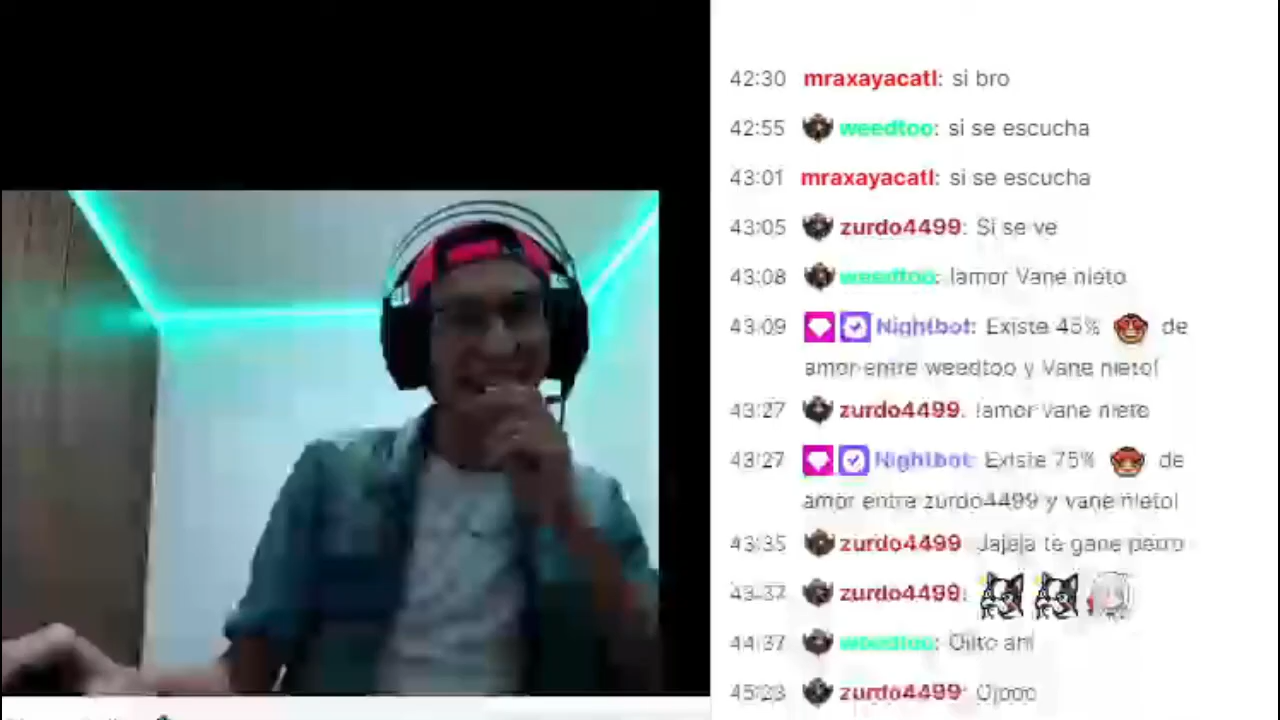 42:30 mraxayacatl: si bro
42:55 weedtoo: si se escucha
43:01 mraxayacatl: si se escucha
43:05 zurdo4499: Si se ve
43:08 weedtoo: !amor Vane nieto
43:09 Nightbot: Existe 45% de
amor entre weedtoo y Vane nieto!
43:27 zurdo4499: !amor vane nieto
43:27 Nightbot: Existe 75% de
amor entre zurdo4499 y vane nieto!
43:35 zurdo4499: Jajaja te gane perro
43:37 zurdo4499:
44:37 weedtoo:
45:23 zurdo4499: